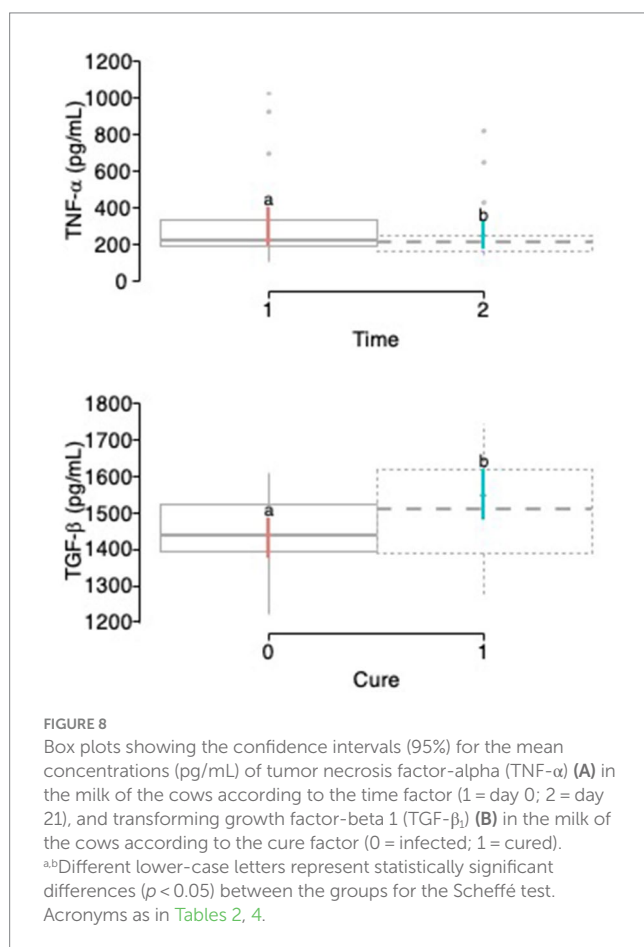 1200
1000
800
600
400
200
0
TNF-α (pg/mL)
a
b
1
2
Time
1800
1700
1600
1500
1400
1300
1200
TGF-β (pg/mL)
a
b
0
1
Cure
FIGURE 8
Box plots showing the confidence intervals (95%) for the mean
concentrations (pg/mL) of tumor necrosis factor-alpha (TNF-α) (A) in
the milk of the cows according to the time factor (1 = day 0; 2 = day
21), and transforming growth factor-beta 1 (TGF-β₁) (B) in the milk of
the cows according to the cure factor (0 = infected; 1 = cured).
a,bDifferent lower-case letters represent statistically significant
differences (p < 0.05) between the groups for the Scheffé test.
Acronyms as in Tables 2, 4.